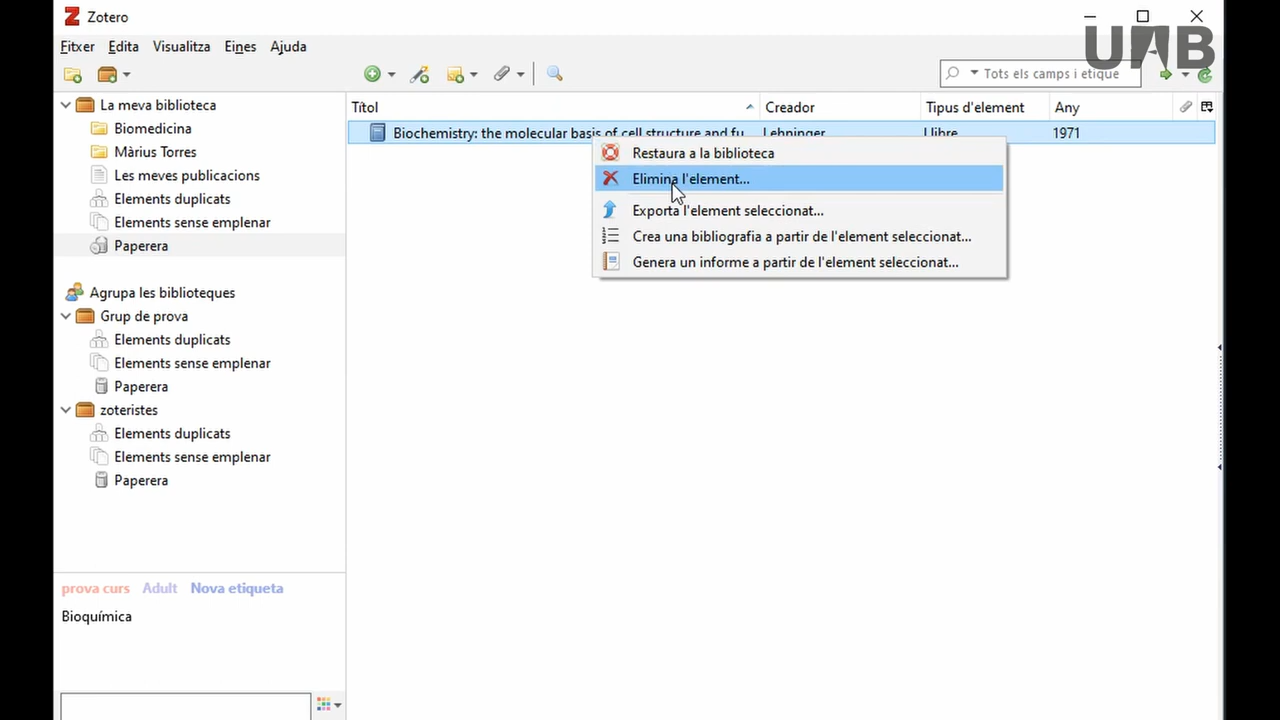 Zotero
UAB
Fitxer Edita Visualitza Eines Ajuda
Tots els camps i etique
La meva biblioteca
Biomedicina
Màrius Torres
Les meves publicacions
Elements duplicats
Elements sense emplenar
Paperera
Agrupa les biblioteques
Grup de prova
Elements duplicats
Elements sense emplenar
Paperera
zoteristes
Elements duplicats
Elements sense emplenar
Paperera
prova curs Adult Nova etiqueta
Bioquímica
Títol Creador Tipus d'element Any
Biochemistry: the molecular basis of cell structure and fu Lehninger Llibre 1971
Restaura a la biblioteca
Elimina l'element...
Exporta l'element seleccionat...
Crea una bibliografia a partir de l'element seleccionat...
Genera un informe a partir de l'element seleccionat...